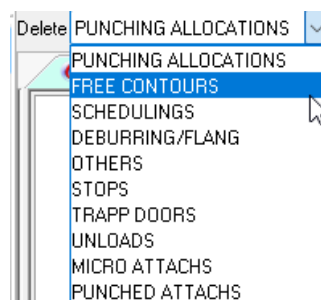 Delete PUNCHING ALLOCATIONS
PUNCHING ALLOCATIONS
FREE CONTOURS
SCHEDULINGS
DEBURRING/FLANG
OTHERS
STOPS
TRAPP DOORS
UNLOADS
MICRO ATTACHS
PUNCHED ATTACHS